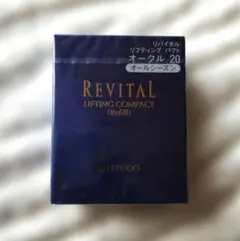 リバイタル
リフティング パクト
オークル 20
オールシーズン
REVITAL
LIFTING COMPACT
(Refill)
SHISEIDO